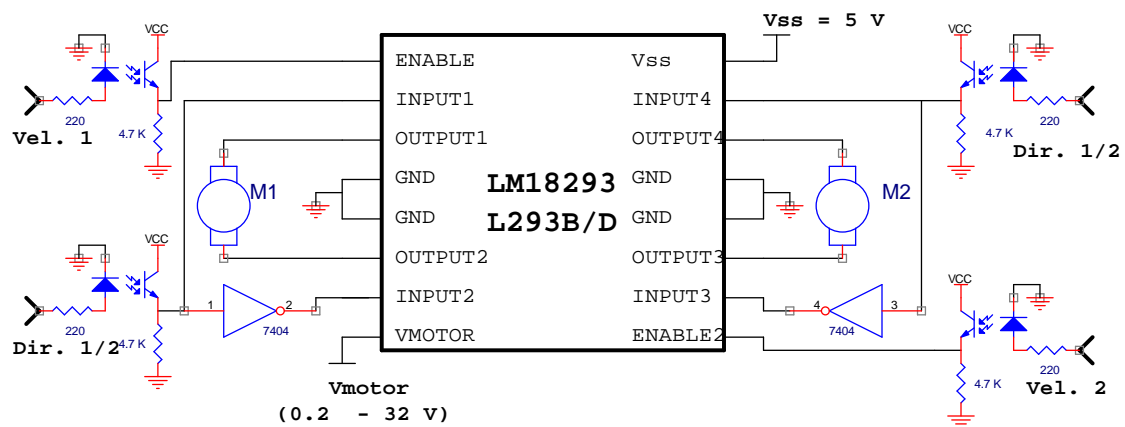 VCC
Vss = 5 V
VCC
ENABLE
Vss
INPUT1
INPUT4
220
Vel. 1
4.7 K
OUTPUT1
OUTPUT4
4.7 K
220
Dir. 1/2
M1
GND
LM18293
GND
M2
GND
L293B/D
GND
VCC
OUTPUT2
OUTPUT3
VCC
1
2
INPUT2
INPUT3
4
3
220
Dir. 1/2
4.7 K
7404
VMOTOR
ENABLE2
7404
220
Vmotor
(0.2 - 32 V)
4.7 K
Vel. 2